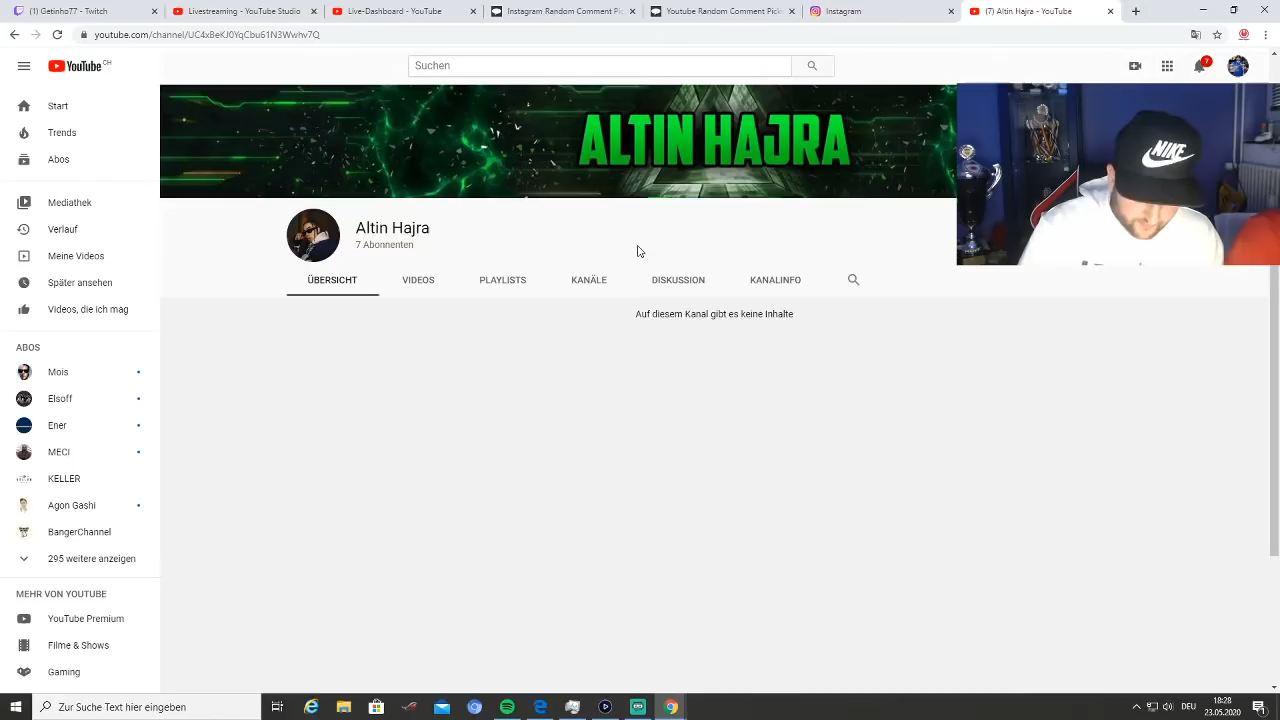 (1) Getinho77 - Twitch
Livestreaming - YouTube Studio
Live-Dashboard - YouTube
Instagram Random Comment Pic
Youtube Random Comment Picke
Instagram
(7) Altin Hajra - YouTube
youtube.com/channel/UC4xBeKJ0YqCbu61N3Wwhv7Q
YouTube CH
Suchen
7
Start
Trends
Abos
Mediathek
Verlauf
Meine Videos
Später ansehen
Videos, die ich mag
ABOS
Mois
Elsoff
Ener
MECI
KELLER
Agon Gashi
BangerChannel
295 weitere anzeigen
MEHR VON YOUTUBE
YouTube Premium
Filme & Shows
Gaming
ALTIN HAJRA
NIKE
Altin Hajra
7 Abonnenten
ÜBERSICHT
VIDEOS
PLAYLISTS
KANÄLE
DISKUSSION
KANALINFO
Auf diesem Kanal gibt es keine Inhalte
Zur Suche Text hier eingeben
DEU
18:28
23.05.2020